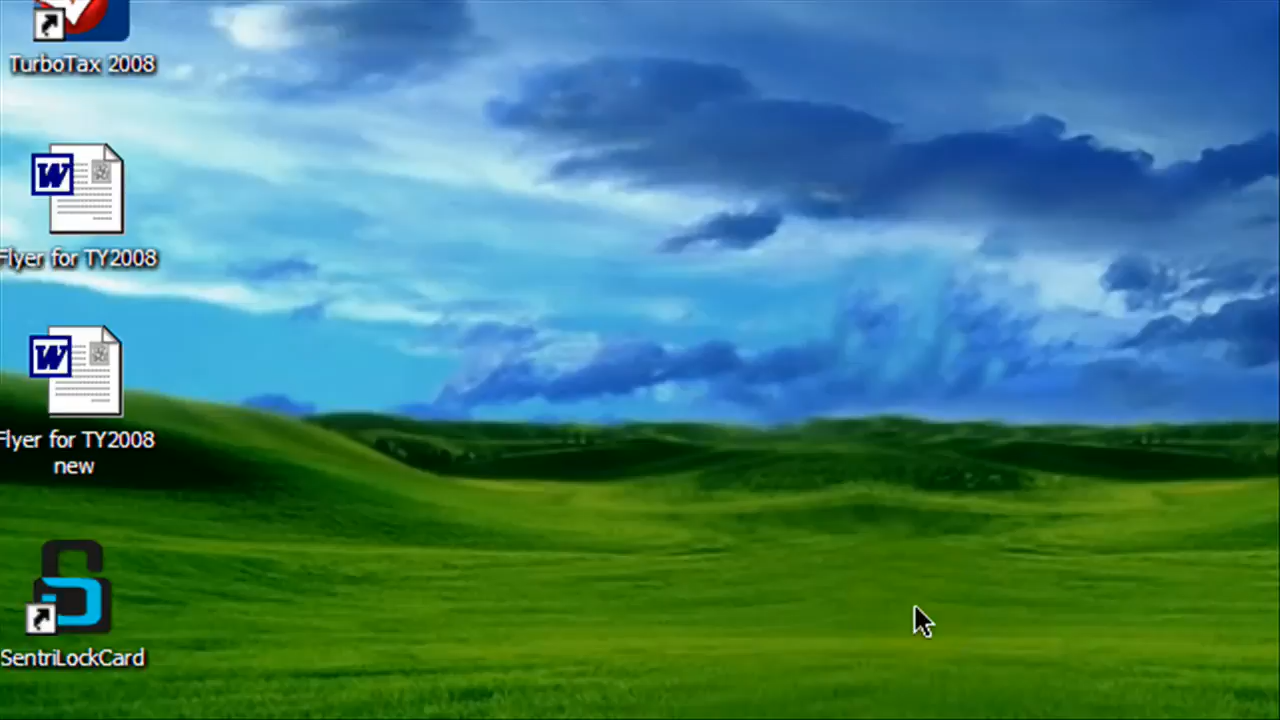 TurboTax 2008
W
Flyer for TY2008
W
Flyer for TY2008
new
S
SentriLockCard